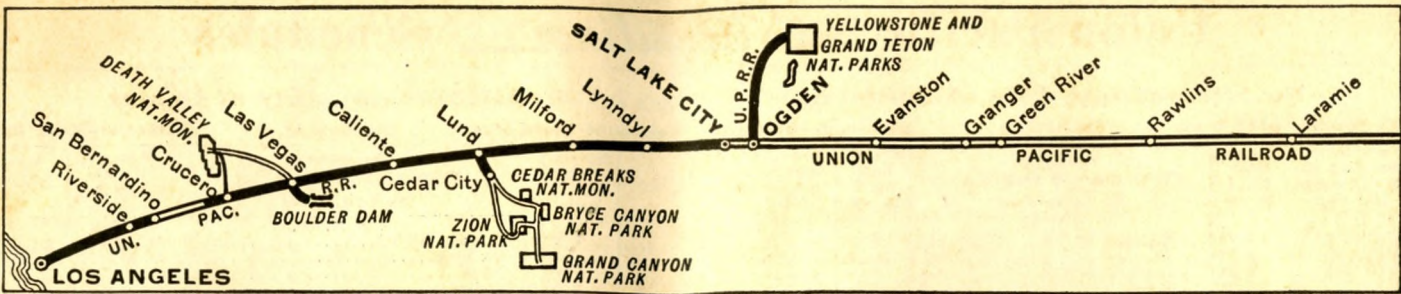 YELLOWSTONE AND
GRAND TETON
NAT. PARKS
SALT LAKE CITY
U.P.R.R.
OGDEN
DEATH VALLEY
NAT. MON.
Las Vegas
Caliente
Lund
Milford
Lynndyl
Evanston
Granger
Green River
Rawlins
Laramie
San Bernardino
Crucero
Riverside
UNION PACIFIC RAILROAD
UN. PAC. R.R.
BOULDER DAM
Cedar City
CEDAR BREAKS
NAT. MON.
BRYCE CANYON
NAT. PARK
ZION
NAT. PARK
GRAND CANYON
NAT. PARK
LOS ANGELES